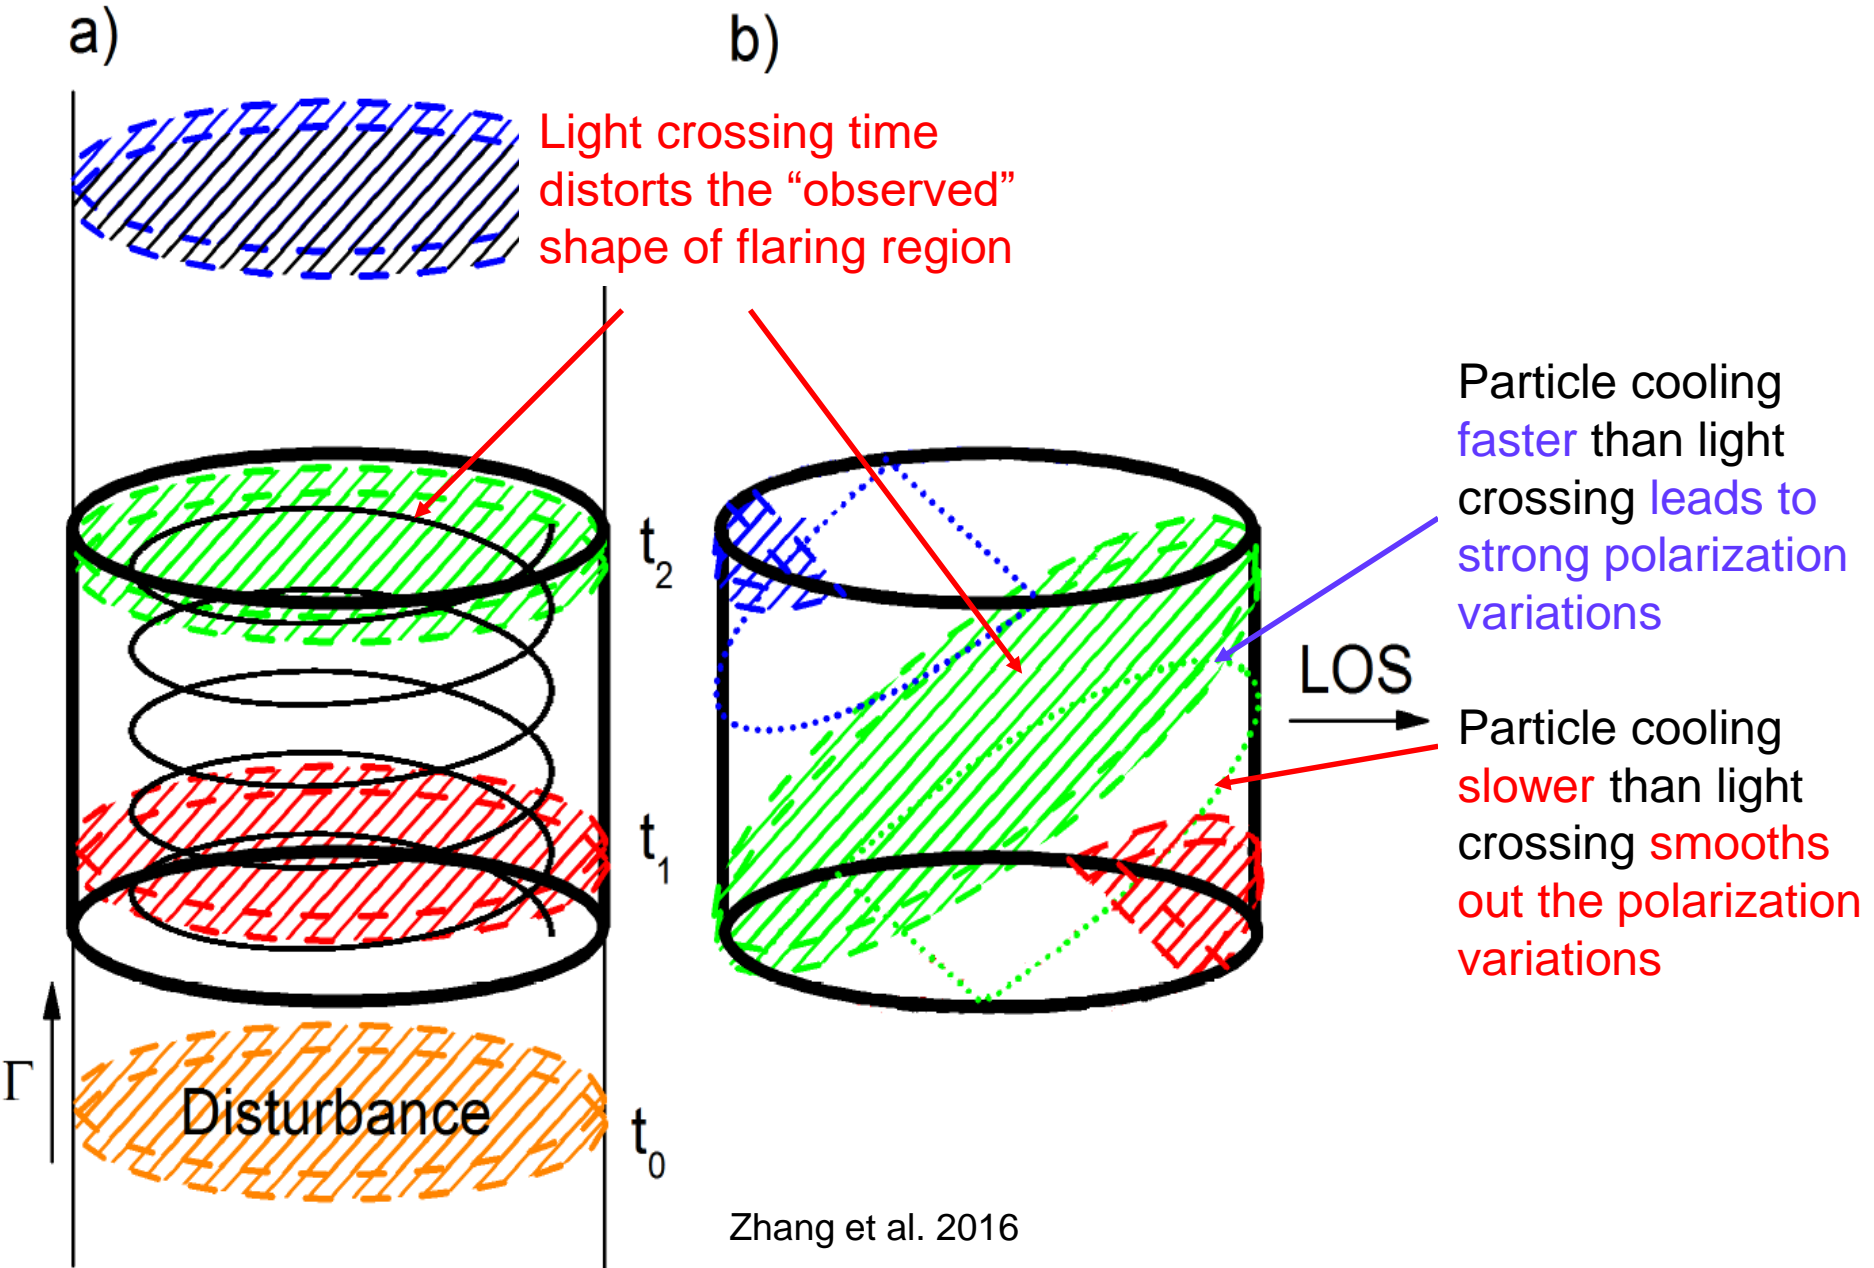 a)
b)
Light crossing time
distorts the “observed”
shape of flaring region
t2
t1
Γ
Disturbance
t0
LOS
Particle cooling
faster than light
crossing leads to
strong polarization
variations
Particle cooling
slower than light
crossing smooths
out the polarization
variations
Zhang et al. 2016